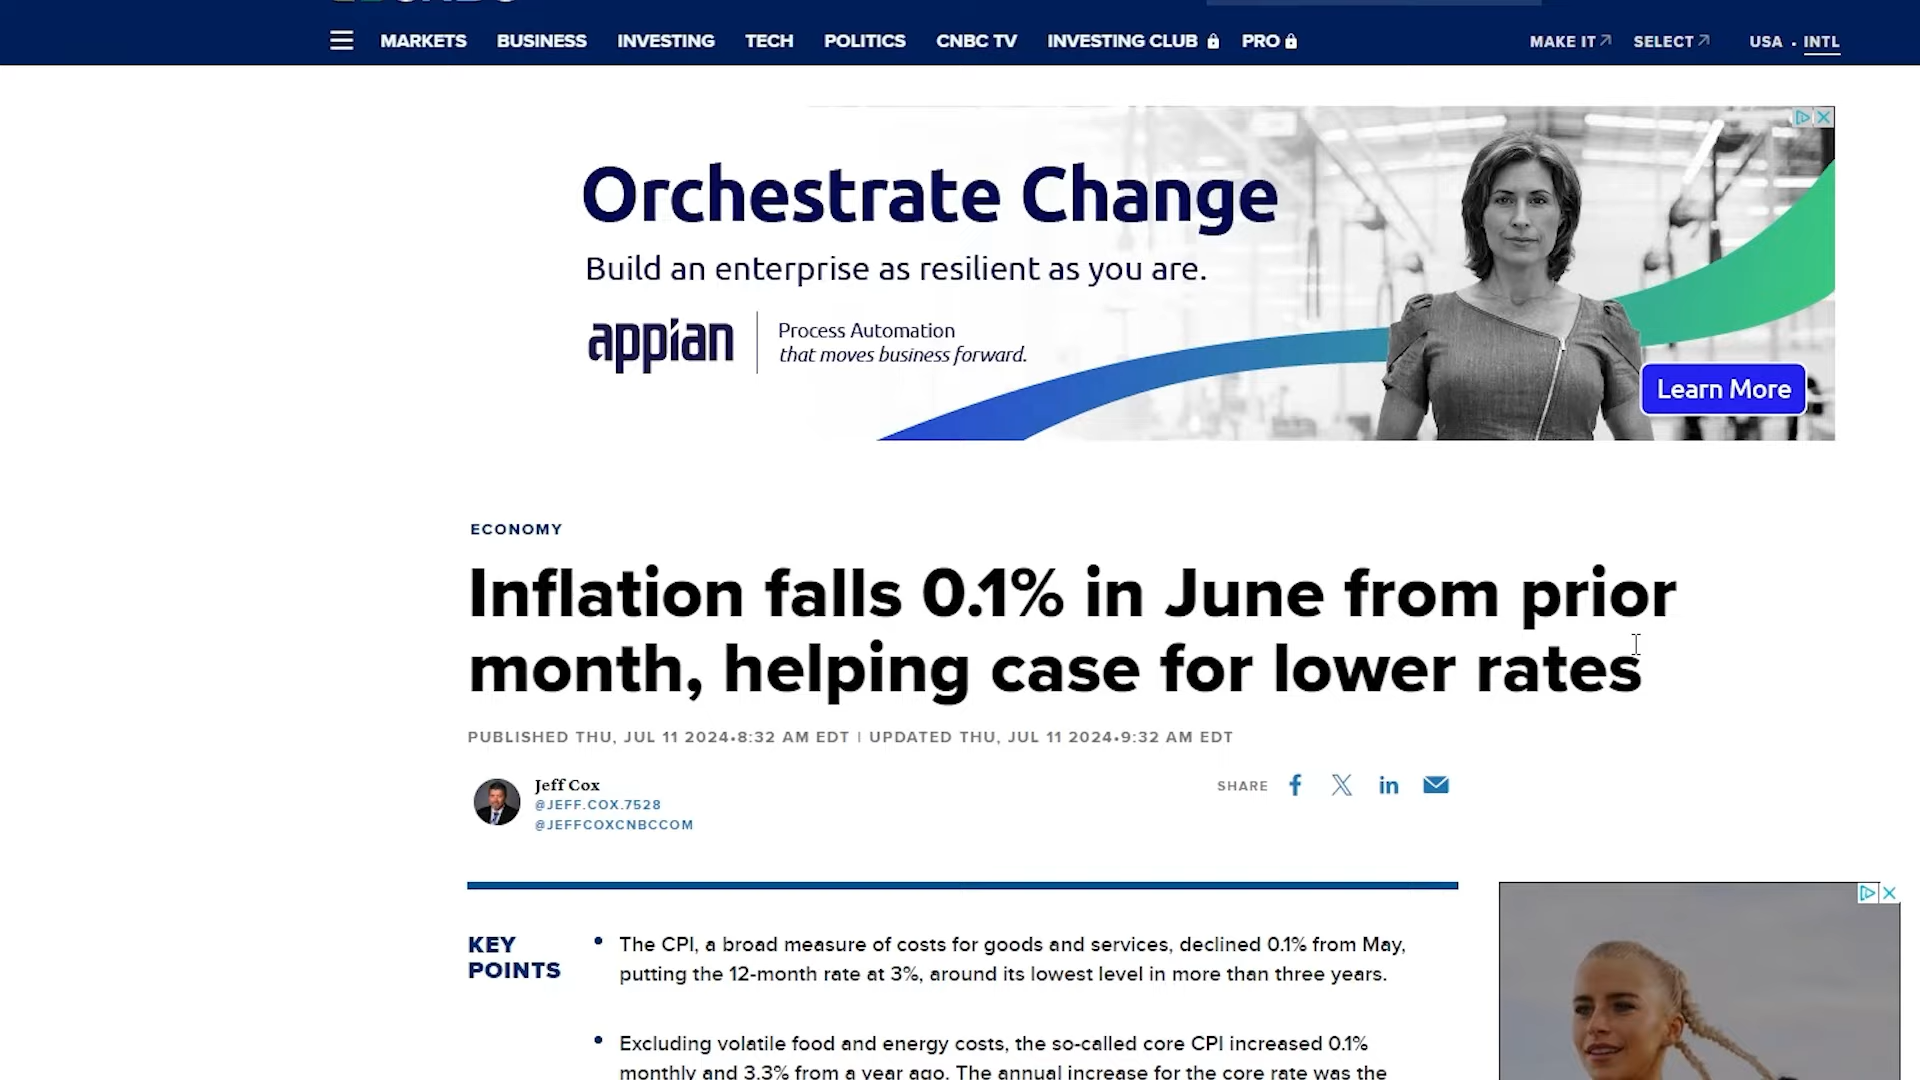 MARKETS BUSINESS INVESTING TECH POLITICS CNBC TV INVESTING CLUB PRO MAKE IT SELECT USA • INTL
Orchestrate Change
Build an enterprise as resilient as you are.
appian
Process Automation
that moves business forward.
Learn More
ECONOMY
Inflation falls 0.1% in June from prior
month, helping case for lower rates
PUBLISHED THU, JUL 11 2024•8:32 AM EDT | UPDATED THU, JUL 11 2024•9:32 AM EDT
Jeff Cox
@JEFF.COX.7528
@JEFFCOXCNBCCOM
SHARE
KEY
POINTS
• The CPI, a broad measure of costs for goods and services, declined 0.1% from May,
putting the 12-month rate at 3%, around its lowest level in more than three years.
• Excluding volatile food and energy costs, the so-called core CPI increased 0.1%
monthly and 3.3% from a year ago. The annual increase for the core rate was the